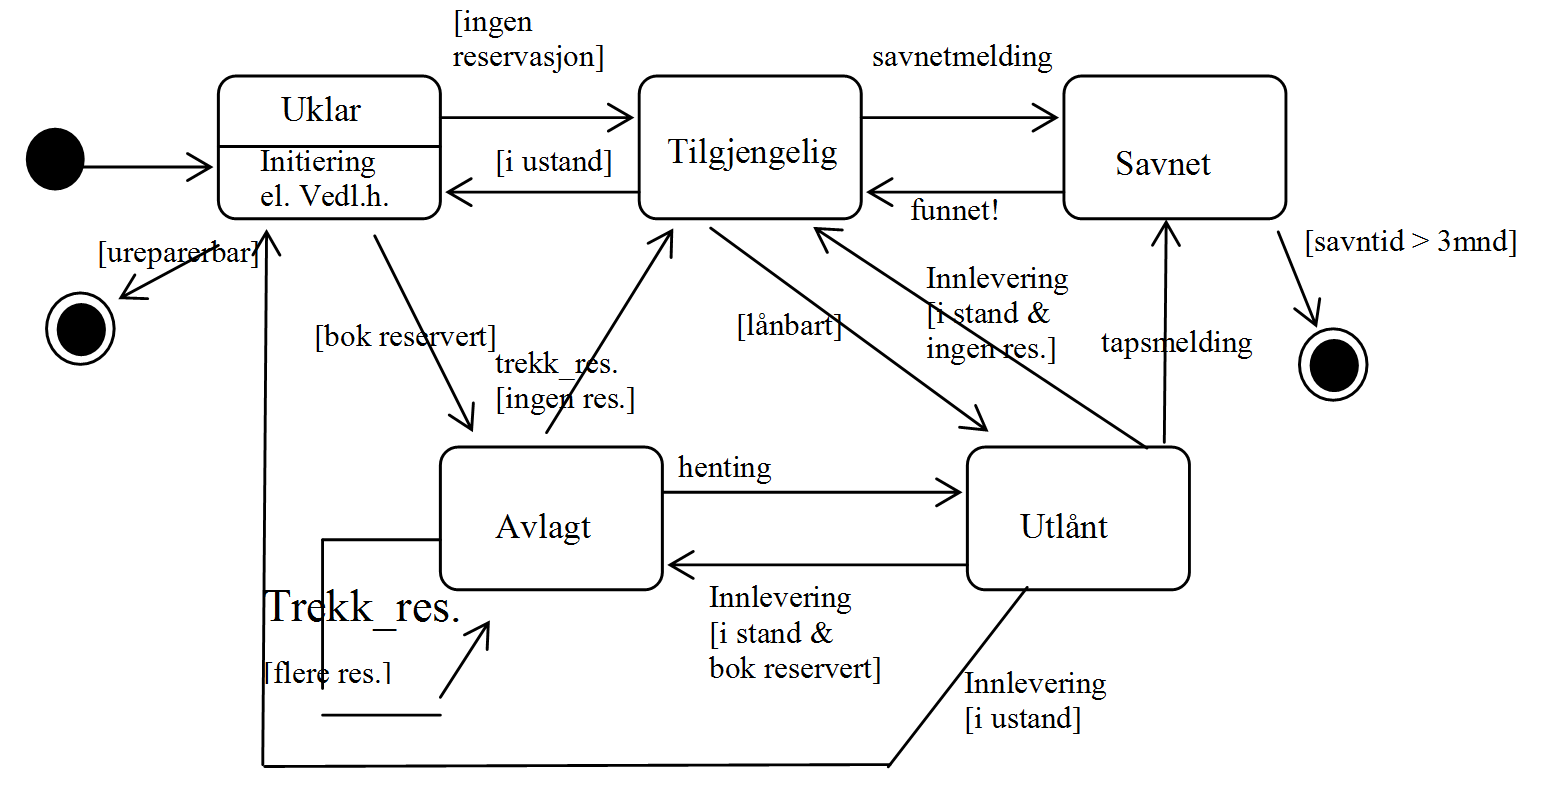 [ingen
reservasjon]
savnetmelding
Uklar
Initiering
el. Vedl.h.
[i ustand]
Tilgjengelig
Savnet
funnet!
[ureparerbar]
[savntid > 3mnd]
Innlevering
[i stand &
ingen res.]
[bok reservert]
[lånbart]
tapsmelding
trekk_res.
[ingen res.]
henting
Avlagt
Utlånt
Trekk_res.
[flere res.]
Innlevering
[i stand &
bok reservert]
Innlevering
[i ustand]